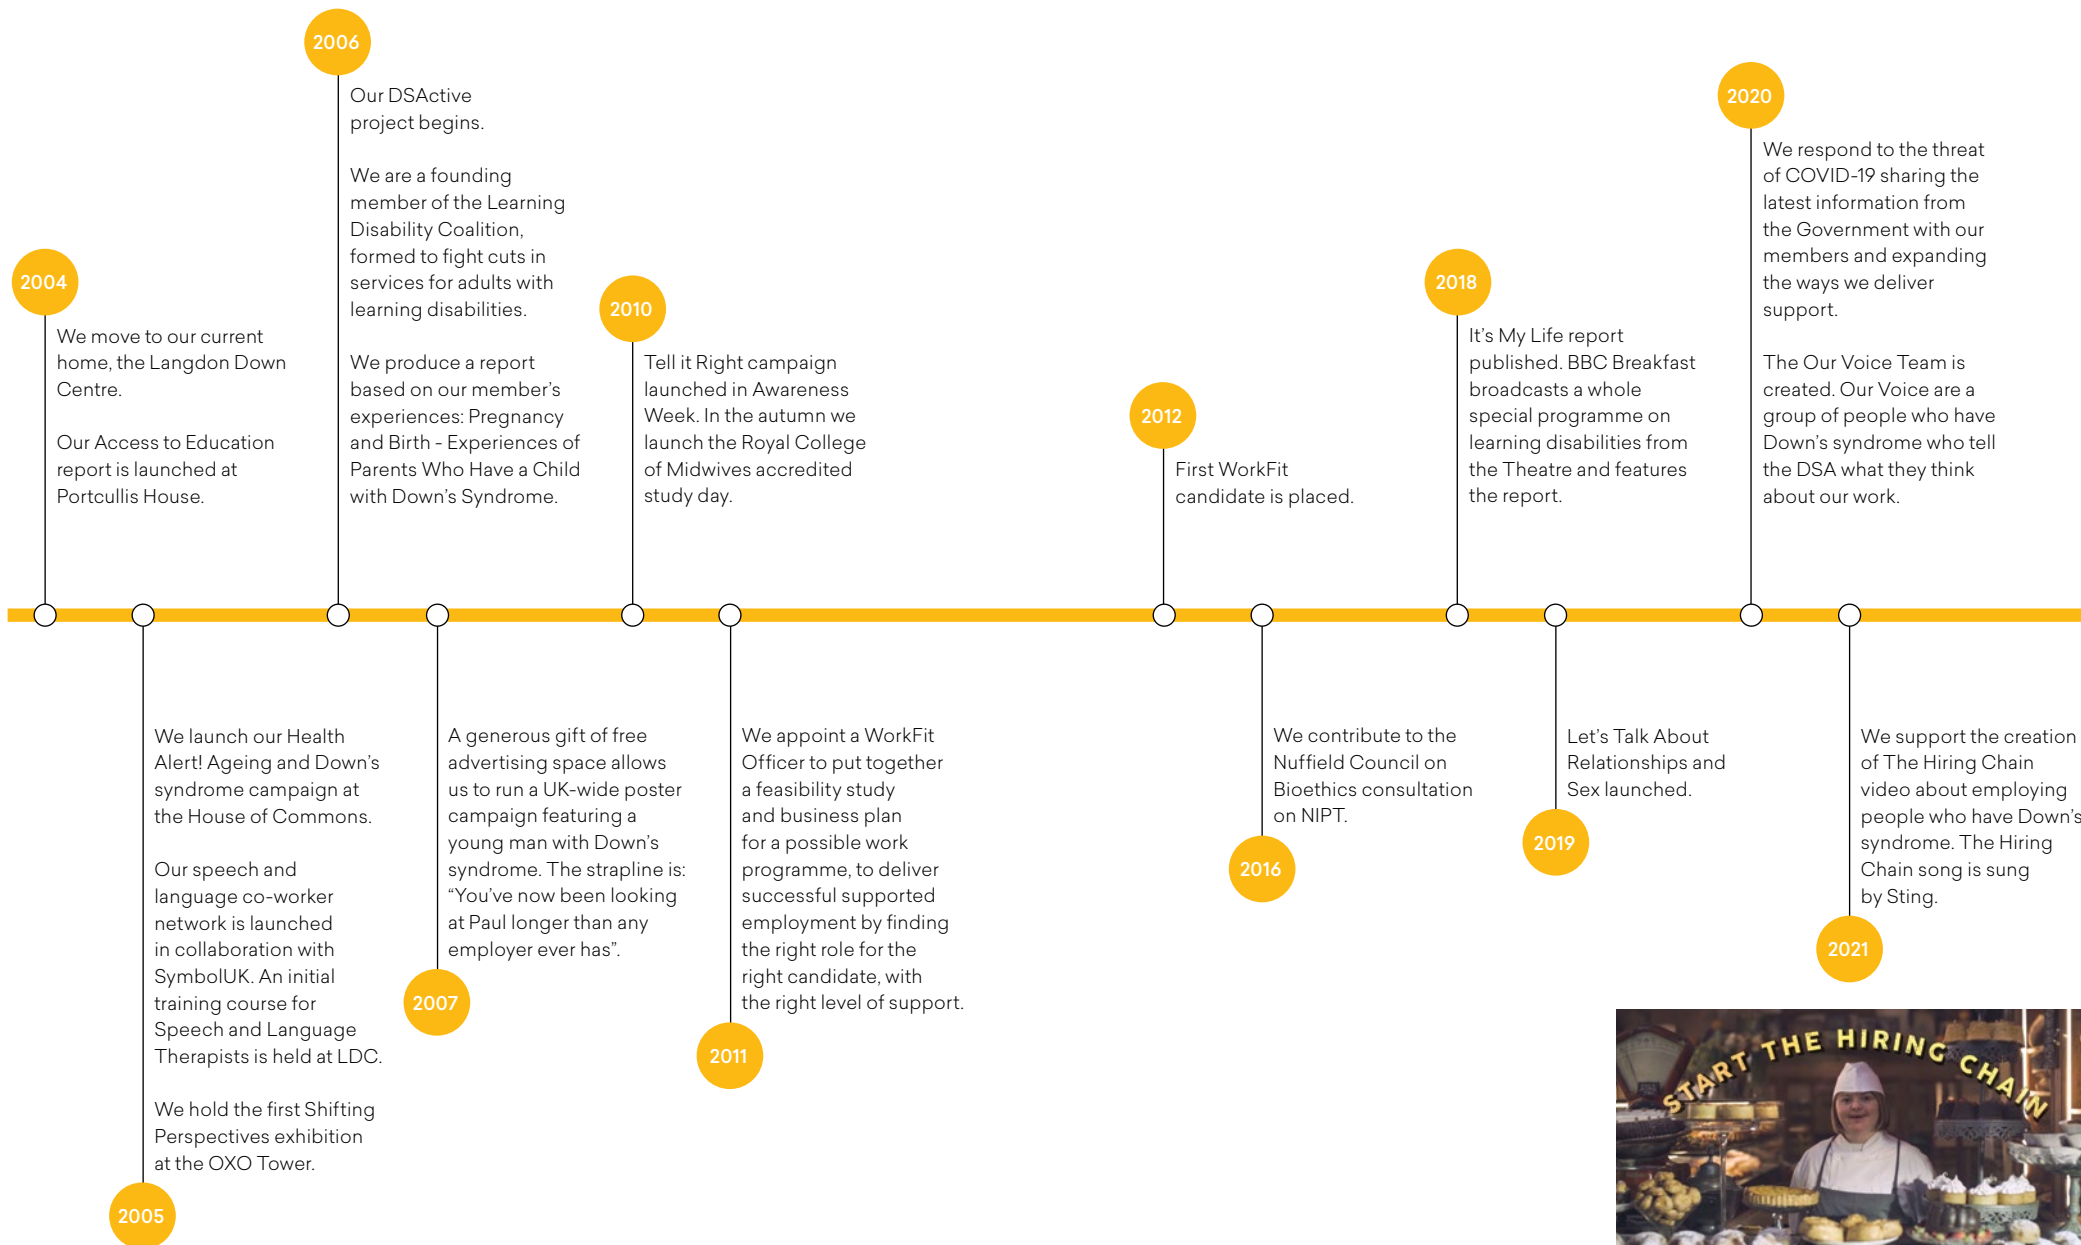 2004
We move to our current
home, the Langdon Down
Centre.
Our Access to Education
report is launched at
Portcullis House.
2005
We launch our Health
Alert! Ageing and Down's
syndrome campaign at
the House of Commons.
Our speech and
language co-worker
network is launched
in collaboration with
SymbolUK. An initial
training course for
Speech and Language
Therapists is held at LDC.
We hold the first Shifting
Perspectives exhibition
at the OXO Tower.
2006
Our DSActive
project begins.
We are a founding
member of the Learning
Disability Coalition,
formed to fight cuts in
services for adults with
learning disabilities.
We produce a report
based on our member's
experiences: Pregnancy
and Birth - Experiences of
Parents Who Have a Child
with Down's Syndrome.
2007
A generous gift of free
advertising space allows
us to run a UK-wide poster
campaign featuring a
young man with Down's
syndrome. The strapline is:
“You've now been looking
at Paul longer than any
employer ever has”.
2010
Tell it Right campaign
launched in Awareness
Week. In the autumn we
launch the Royal College
of Midwives accredited
study day.
2011
We appoint a WorkFit
Officer to put together
a feasibility study
and business plan
for a possible work
programme, to deliver
successful supported
employment by finding
the right role for the
right candidate, with
the right level of support.
2012
First WorkFit
candidate is placed.
2016
We contribute to the
Nuffield Council on
Bioethics consultation
on NIPT.
2018
It's My Life report
published. BBC Breakfast
broadcasts a whole
special programme on
learning disabilities from
the Theatre and features
the report.
2019
Let's Talk About
Relationships and
Sex launched.
2020
We respond to the threat
of COVID-19 sharing the
latest information from
the Government with our
members and expanding
the ways we deliver
support.
The Our Voice Team is
created. Our Voice are a
group of people who have
Down's syndrome who tell
the DSA what they think
about our work.
2021
We support the creation
of The Hiring Chain
video about employing
people who have Down's
syndrome. The Hiring
Chain song is sung
by Sting.
START THE HIRING CHAIN